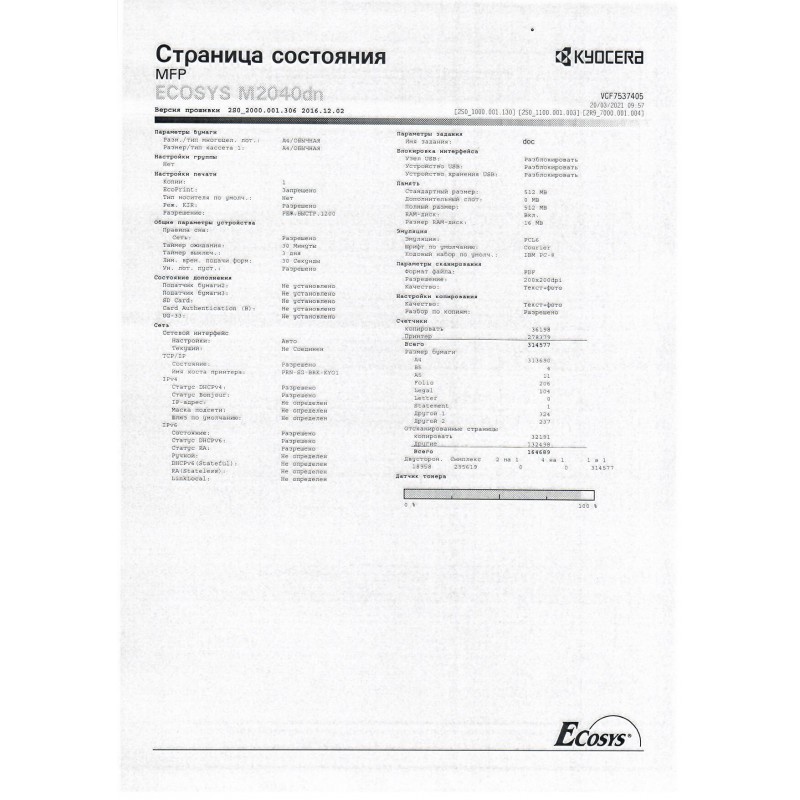 Страница состояния
KYOCERA
MFP
ECOSYS M2040dn
VCF7537405
20/03/2021 09:57
Версия прошивки 2S0_2000.001.306 2016.12.02
[2S0_1000.001.130] [2S0_1100.001.003] [2R9_7000.001.004]
Параметры бумаги
Разм./тип многоцел. лот.: A4/ОБЫЧНАЯ
Размер/тип кассета 1: A4/ОБЫЧНАЯ
Настройки группы
Нет
Настройки печати
Копии: 1
EcoPrint: Запрещено
Тип носителя по умолч.: Нет
Реж. KIR: Разрешено
Разрешение: РЕЖ.БЫСТР.1200
Общие параметры устройства
Правила сна:
Сеть: Разрешено
Таймер ожидания: 30 Минуты
Таймер выключ.: 3 дня
Лим. врем. подачи форм: 30 Секунды
Ук. пот. пуст.: Разрешено
Состояние дополнения
Податчик бумаги2: Не установлено
Податчик бумаги3: Не установлено
SD Card: Не установлено
Card Authentication (B): Не установлено
UG-33: Не установлено
Сеть
Сетевой интерфейс
Настройки: Авто
Текущий: Не Соединен
TCP/IP
Состояние: Разрешено
Имя хоста принтера:
IPv4
Статус DHCPv4: Разрешено
Статус Bonjour: Разрешено
IP-адрес: Не определен
Маска подсети: Не определен
Шлюз по умолчанию: Не определен
IPv6
Состояние: Разрешено
Статус DHCPv6: Разрешено
Статус RA: Разрешено
Ручной: Не определен
DHCPv6(Stateful): Не определен
RA(Stateless): Не определен
LinkLocal: Не определен
Параметры задания
Имя задания: doc
Блокировка интерфейса
Узел USB: Разблокировать
Устройство USB: Разблокировать
Устройство хранения USB: Разблокировать
Память
Стандартный размер: 512 MB
Дополнительный слот: 0 MB
Полный размер: 512 MB
RAM-диск: Вкл.
Размер RAM-диск: 16 MB
Эмуляция
Эмуляция: PCL6
Шрифт по умолчанию: Courier
Кодовый набор по умолч.: IBM PC-8
Параметры сканирования
Формат файла: PDF
Разрешение: 200x200dpi
Качество: Текст+фото
Настройки копирования
Качество: Текст+фото
Разбор по копиям: Разрешено
Счетчики
Копировать 36198
Принтер 278379
Всего 314577
Размер бумаги
A4
B5 4
A5
Folio 208
Legal 104
Letter 0
Statement 1
Другой 1 324
Другой 2 237
Отсканированные страницы
Копировать 32191
Другие 132498
Всего 164689
Двусторон. Симплекс 2 на 1 4 на 1 1 в 1
18958 295619 0 0 314577
Датчик тонера
0 % 100 %
Ecosys